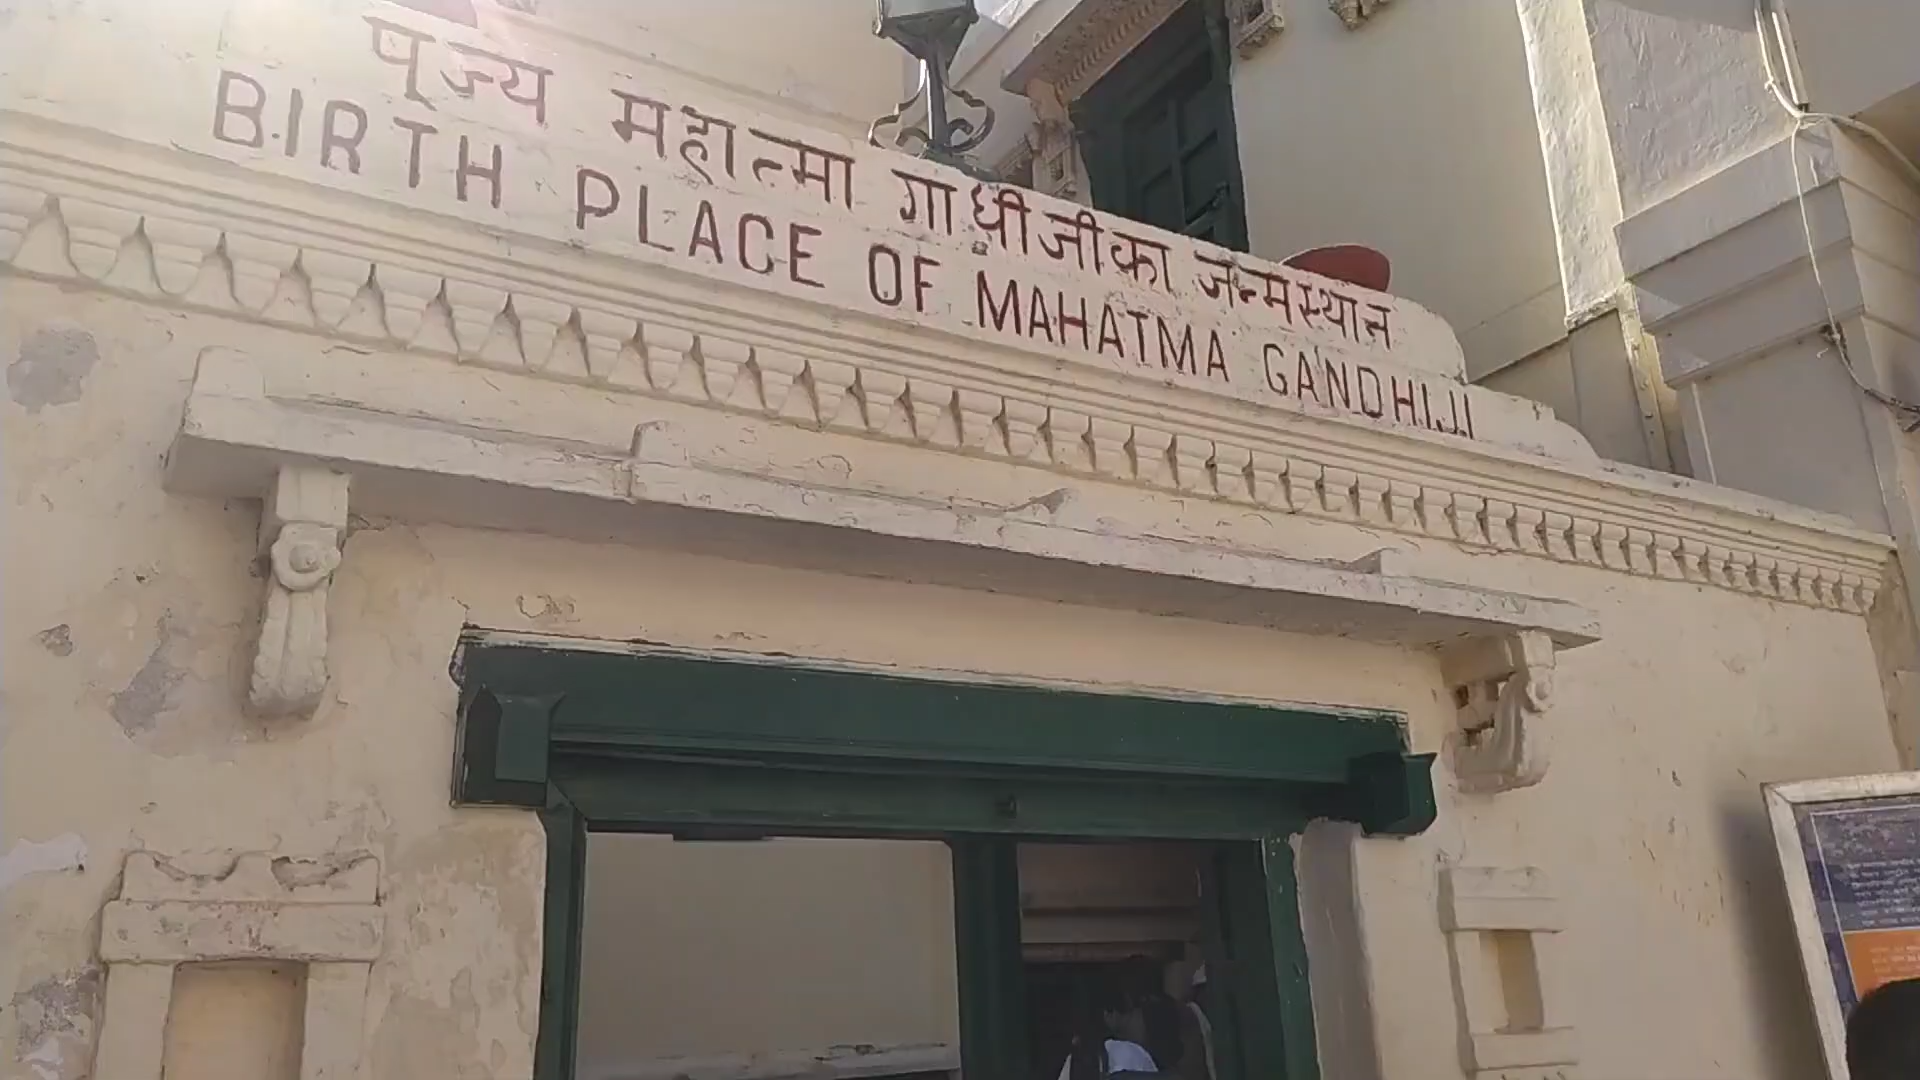 पूज्य महात्मा गाधीजीका जन्मस्थान
BIRTH PLACE OF MAHATMA GANDHIJI